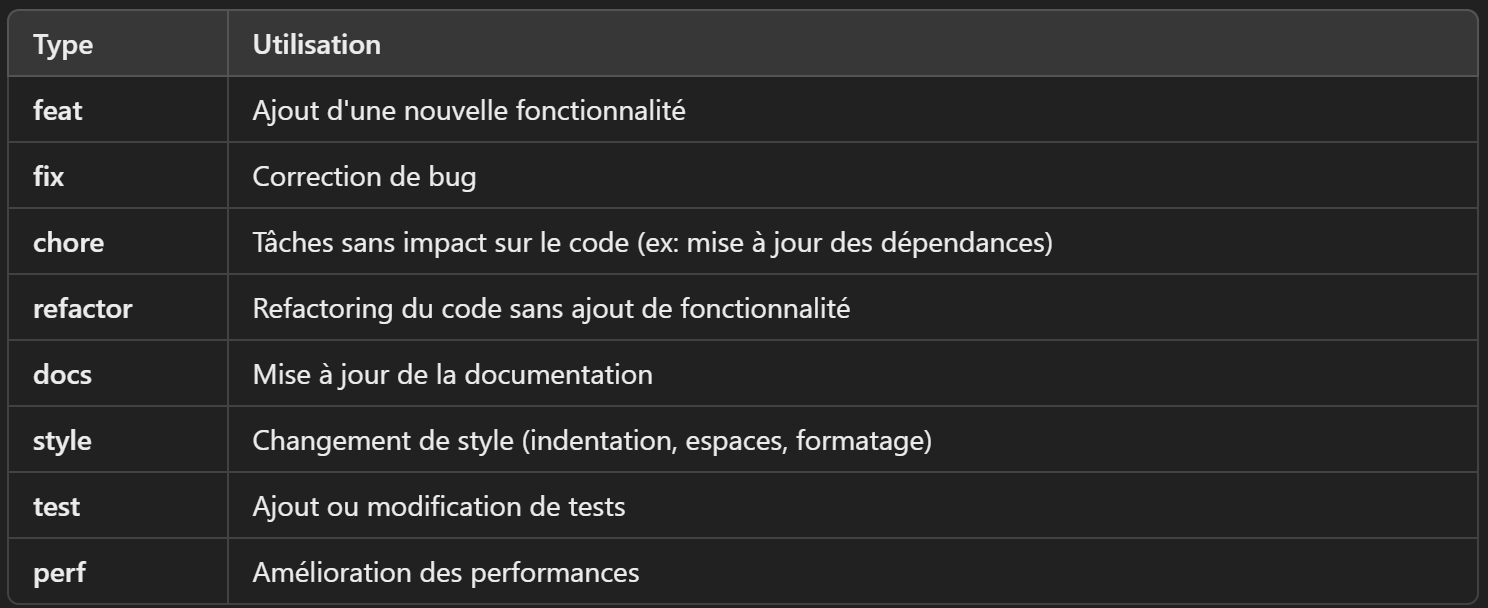 Type Utilisation
feat Ajout d'une nouvelle fonctionnalité
fix Correction de bug
chore Tâches sans impact sur le code (ex: mise à jour des dépendances)
refactor Refactoring du code sans ajout de fonctionnalité
docs Mise à jour de la documentation
style Changement de style (indentation, espaces, formatage)
test Ajout ou modification de tests
perf Amélioration des performances